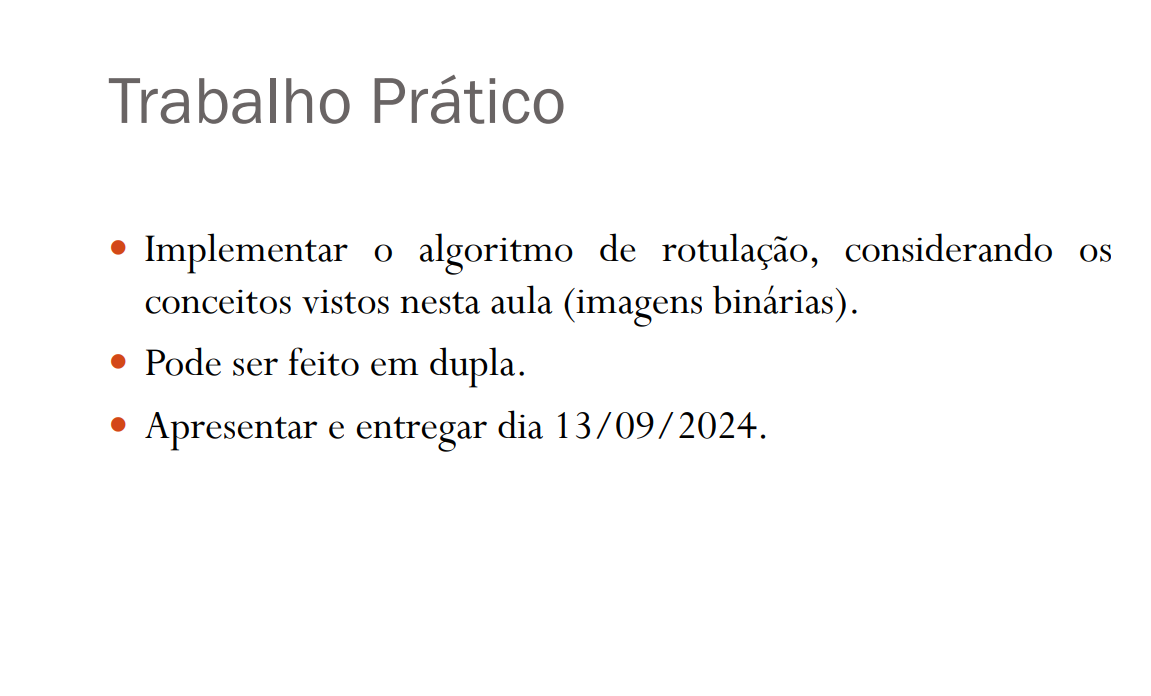 Trabalho Prático
• Implementar o algoritmo de rotulação, considerando os
conceitos vistos nesta aula (imagens binárias).
• Pode ser feito em dupla.
• Apresentar e entregar dia 13/09/2024.